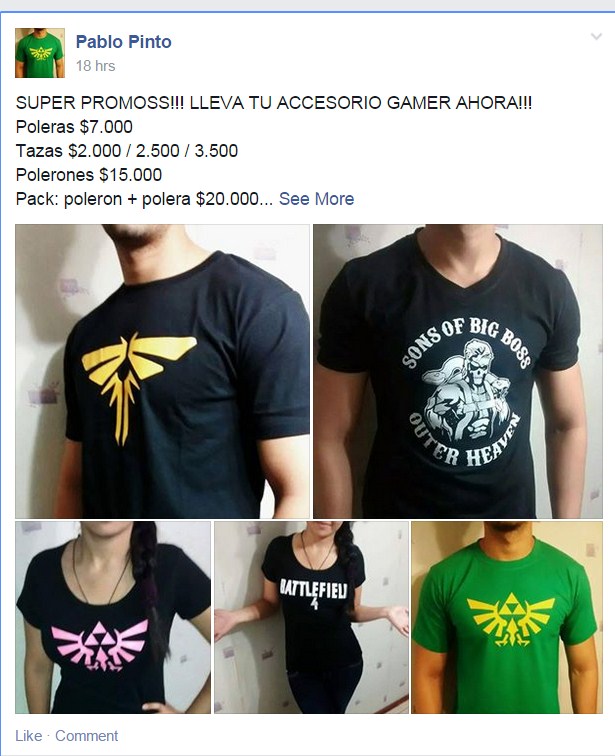 Pablo Pinto
18 hrs
SUPER PROMOSS!!! LLEVA TU ACCESORIO GAMER AHORA!!!
Poleras $7.000
Tazas $2.000 / 2.500 / 3.500
Polerones $15.000
Pack: poleron + polera $20.000... See More
SONS OF BIG BOSS
OUTER HEAVEN
BATTLEFIELD
4
Like · Comment